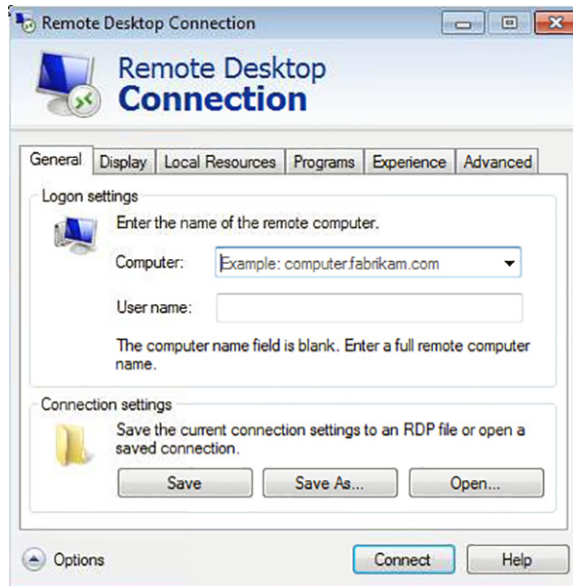 Remote Desktop Connection
Remote Desktop
Connection
General Display Local Resources Programs Experience Advanced
Logon settings
Enter the name of the remote computer.
Computer: Example: computer.fabrikam.com
User name:
The computer name field is blank. Enter a full remote computer
name.
Connection settings
Save the current connection settings to an RDP file or open a
saved connection.
Save Save As... Open...
Options Connect Help